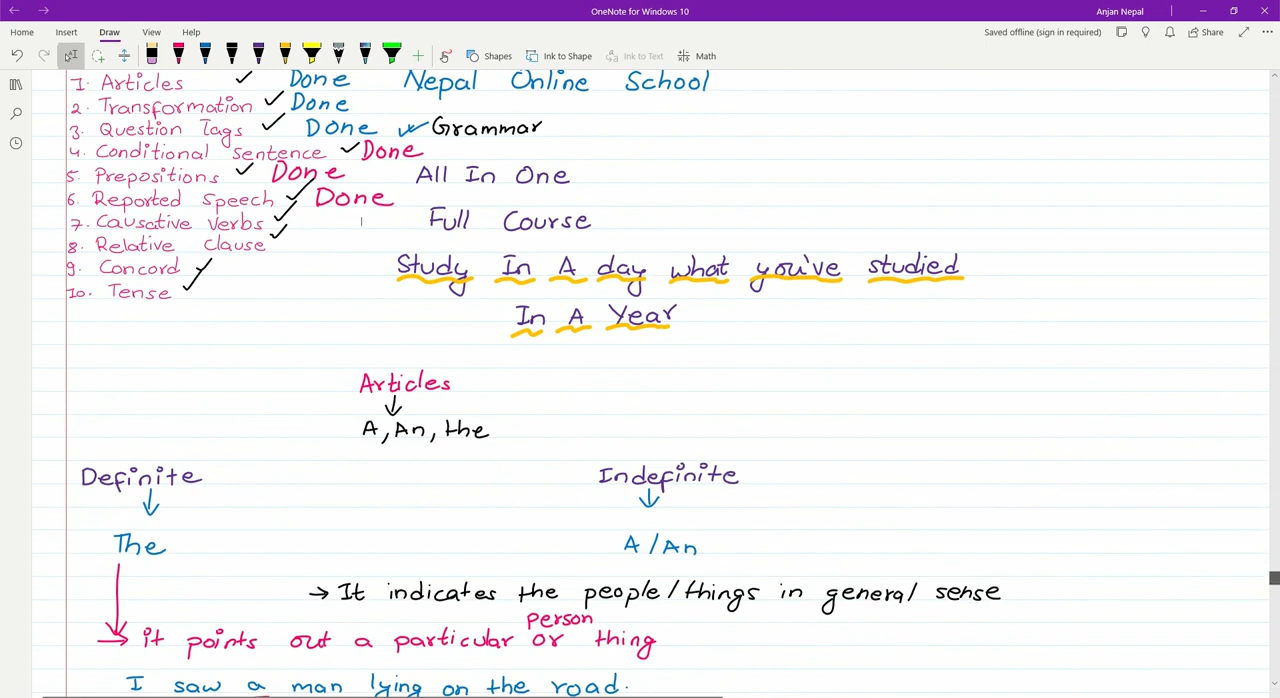 OneNote for Windows 10
Anjan Nepal
Home Insert Draw View Help
Saved offline (sign in required)
Share
Shapes
Ink to Shape
Ink to Text
Math
1. Articles ✓ Done
2. Transformation ✓ Done
3. Question Tags ✓ Done
4. Conditional sentence ✓ Done
5. Prepositions ✓ Done
6. Reported speech ✓ Done
7. Causative verbs ✓
8. Relative clause ✓
9. Concord ✓
10. Tense ✓
Nepal Online School
✓ Grammar
All In One
Full Course
Study In A day what you've studied
In A Year
Articles
↓
A, An, the
Definite
↓
The
Indefinite
↓
A / An
→ It indicates the people/things in general sense
person
→ it points out a particular or thing
I saw a man lying on the road.